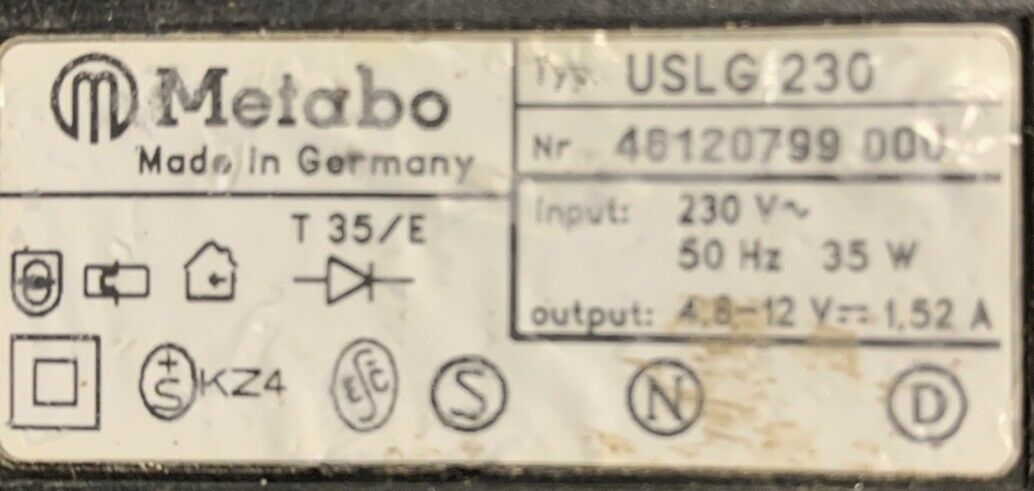 Metabo
Made in Germany
Typ. USLG 230
Nr 48120799 000
input: 230 V~
50 Hz 35 W
output: 4,8-12 V⎓ 1,52 A
T 35/E
+S KZ4
S
N
D